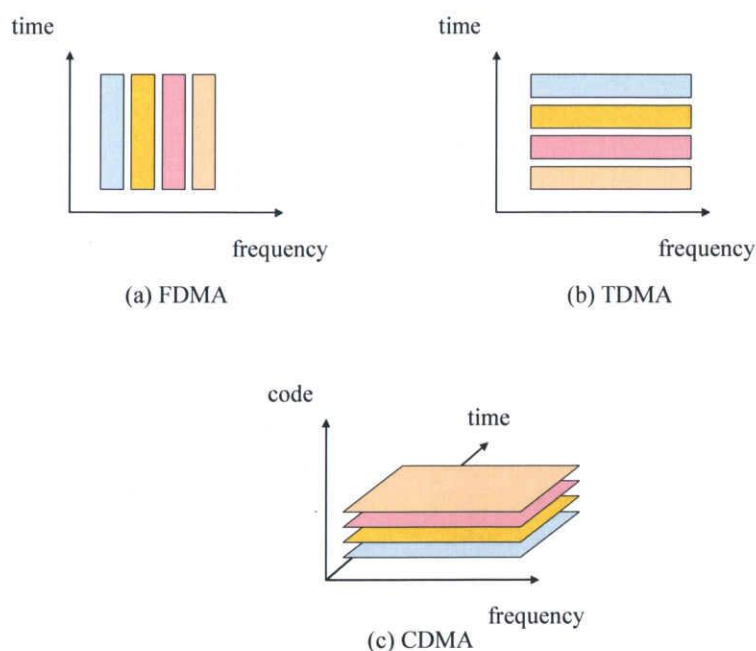 time
frequency
(a) FDMA
time
frequency
(b) TDMA
code
time
frequency
(c) CDMA